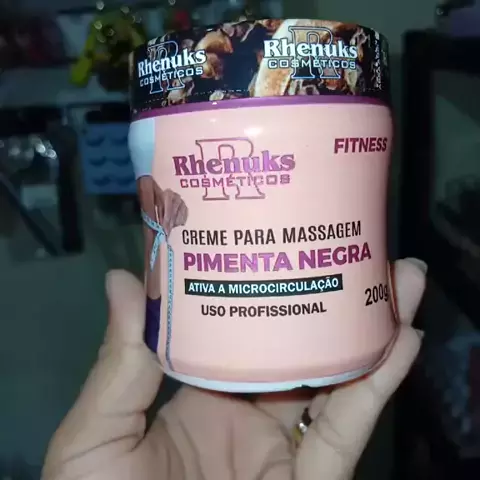 Rhenuks
COSMÉTICOS
Rhenuks
COSMÉTICOS
FITNESS
Rhenuks
COSMÉTICOS
CREME PARA MASSAGEM
PIMENTA NEGRA
ATIVA A MICROCIRCULAÇÃO
200g
USO PROFISSIONAL